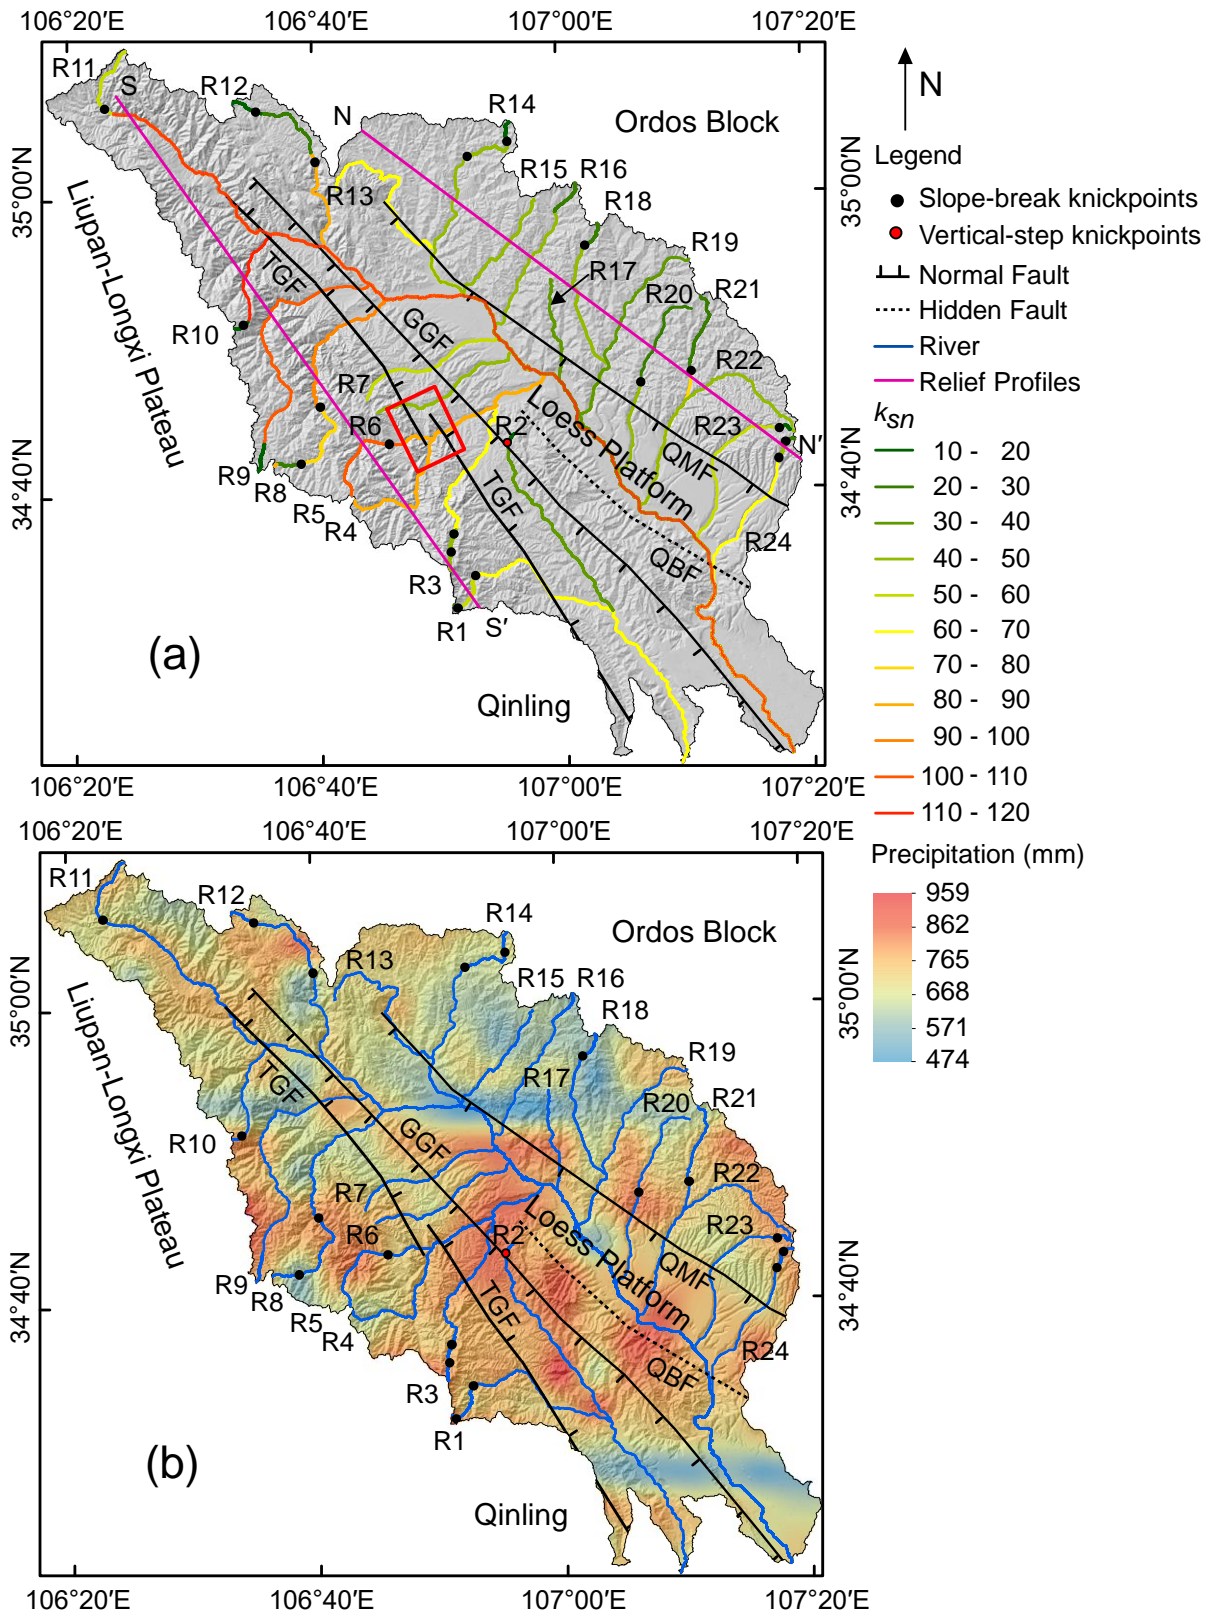 106°20′E 106°40′E 107°00′E 107°20′E
R11
S
R12
N
R14
Ordos Block
R15
R16
R13
R18
35°00′N
35°00′N
Liupan-Longxi Plateau
R19
TGF
R17
R20
R21
R10
GGF
R22
R7
R6
R2
Loess Platform
R23
N′
QMF
R9
R8
R5
R4
TGF
34°40′N
34°40′N
R24
QBF
R3
R1
S′
(a)
Qinling
106°20′E 106°40′E 107°00′E 107°20′E
N
Legend
Slope-break knickpoints
Vertical-step knickpoints
Normal Fault
Hidden Fault
River
Relief Profiles
ksn
10 - 20
20 - 30
30 - 40
40 - 50
50 - 60
60 - 70
70 - 80
80 - 90
90 - 100
100 - 110
110 - 120
Precipitation (mm)
959
862
765
668
571
474
106°20′E 106°40′E 107°00′E 107°20′E
R11
R12
R14
Ordos Block
R13
R15
R16
R18
35°00′N
35°00′N
Liupan-Longxi Plateau
R19
TGF
R17
R20
R21
R10
GGF
R22
R7
R6
R2
Loess Platform
R23
QMF
R9
R8
R5
R4
TGF
34°40′N
34°40′N
R24
QBF
R3
R1
(b)
Qinling
106°20′E 106°40′E 107°00′E 107°20′E